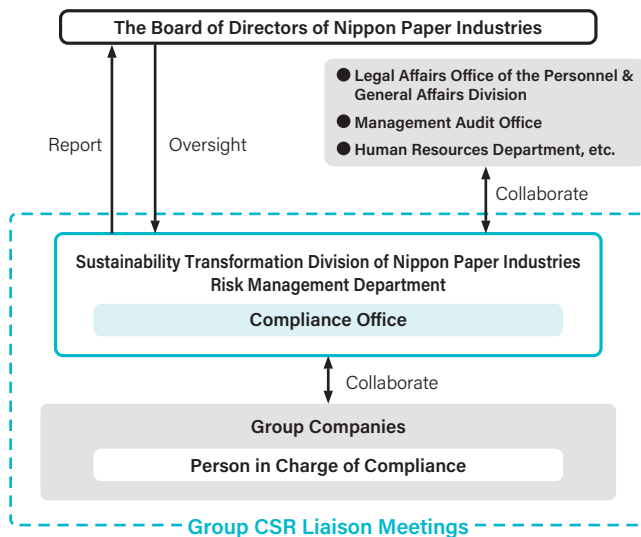 The Board of Directors of Nippon Paper Industries
● Legal Affairs Office of the Personnel &
General Affairs Division
● Management Audit Office
● Human Resources Department, etc.
Report
Oversight
Collaborate
Sustainability Transformation Division of Nippon Paper Industries
Risk Management Department
Compliance Office
Collaborate
Group Companies
Person in Charge of Compliance
Group CSR Liaison Meetings